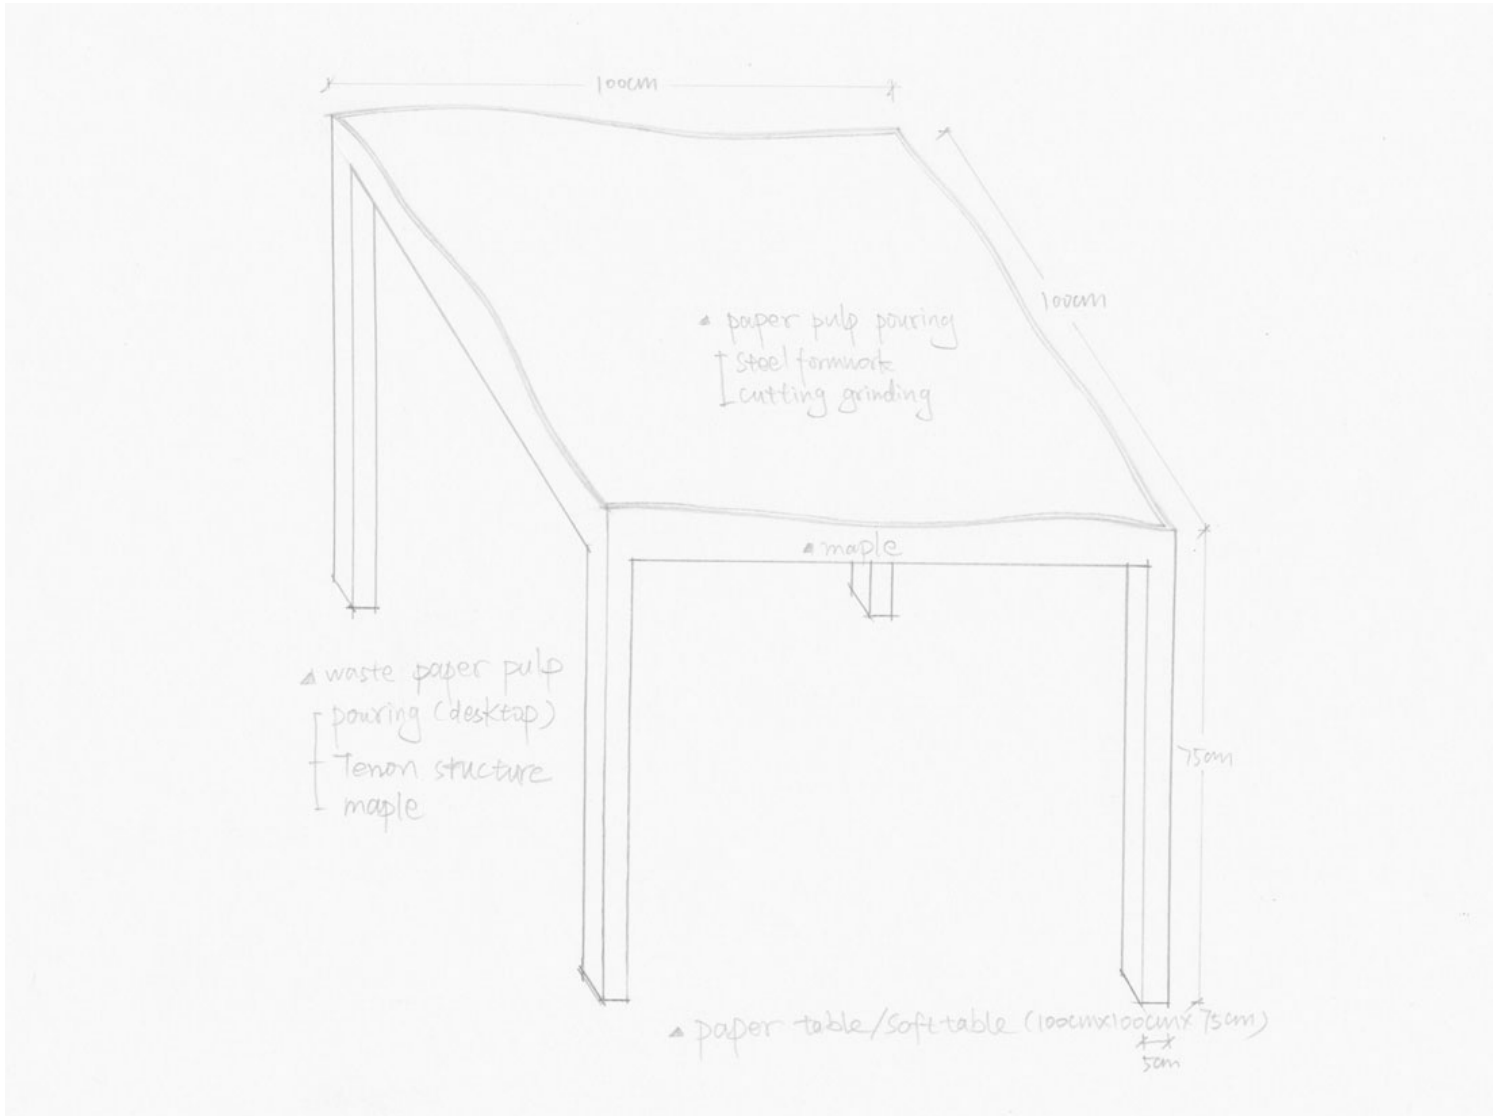 100cm
100cm
▲ paper pulp pouring
steel formwork
cutting grinding
▲ maple
▲ waste paper pulp
pouring (desktop)
Tenon stucture
maple
75cm
▲ paper table/soft table (100cmx100cmx75cm)
5cm